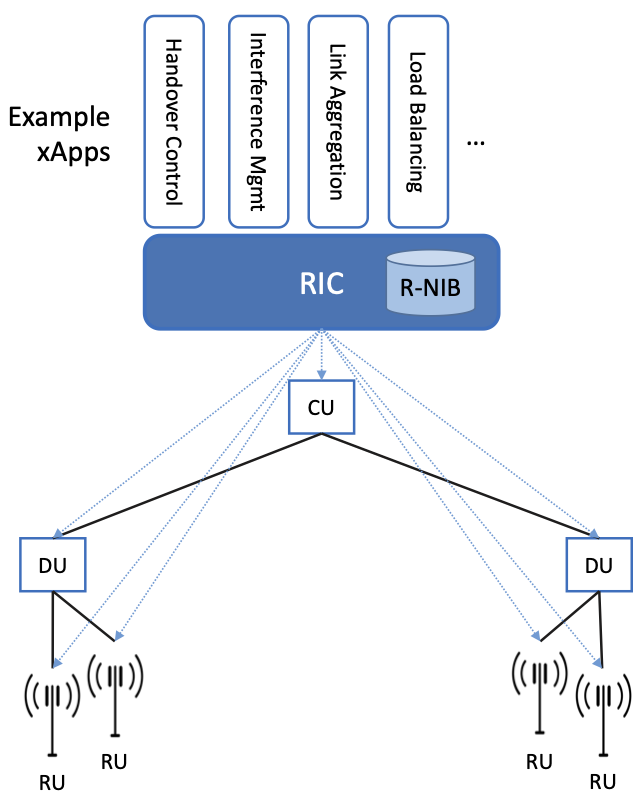 Example
xApps
Handover Control
Interference Mgmt
Link Aggregation
Load Balancing
...
RIC
R-NIB
CU
DU
DU
RU
RU
RU
RU